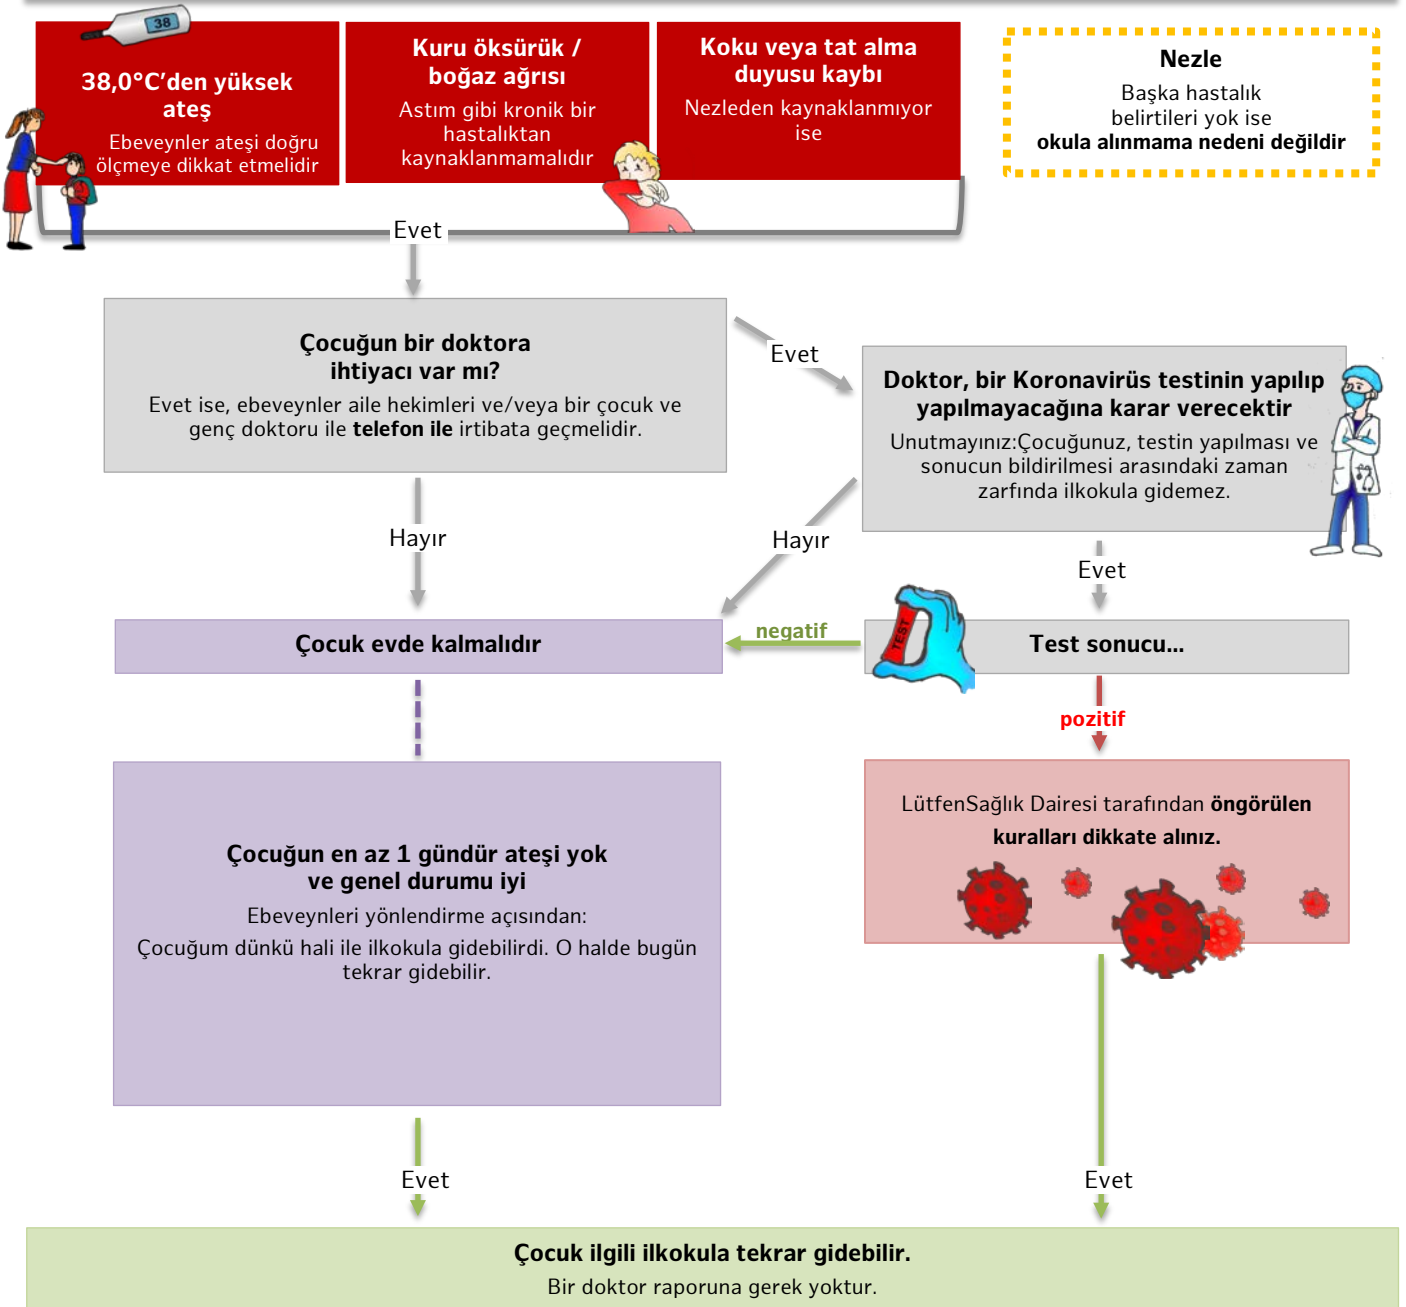 38
38,0°C'den yüksek
ateş
Ebeveynler ateşi doğru
ölçmeye dikkat etmelidir
Kuru öksürük /
boğaz ağrısı
Astım gibi kronik bir
hastalıktan
kaynaklanmamalıdır
Koku veya tat alma
duyusu kaybı
Nezleden kaynaklanmıyor
ise
Nezle
Başka hastalık
belirtileri yok ise
okula alınmama nedeni değildir
Evet
Çocuğun bir doktora
ihtiyacı var mı?
Evet ise, ebeveynler aile hekimleri ve/veya bir çocuk ve
genç doktoru ile telefon ile irtibata geçmelidir.
Evet
Doktor, bir Koronavirüs testinin yapılıp
yapılmayacağına karar verecektir
Unutmayınız:Çocuğunuz, testin yapılması ve
sonucun bildirilmesi arasındaki zaman
zarfında ilkokula gidemez.
Hayır
Hayır
Evet
Çocuk evde kalmalıdır
negatif
TEST
Test sonucu...
pozitif
Çocuğun en az 1 gündür ateşi yok
ve genel durumu iyi
Ebeveynleri yönlendirme açısından:
Çocuğum dünkü hali ile ilkokula gidebilirdi. O halde bugün
tekrar gidebilir.
LütfenSağlık Dairesi tarafından öngörülen
kuralları dikkate alınız.
Evet
Evet
Çocuk ilgili ilkokula tekrar gidebilir.
Bir doktor raporuna gerek yoktur.